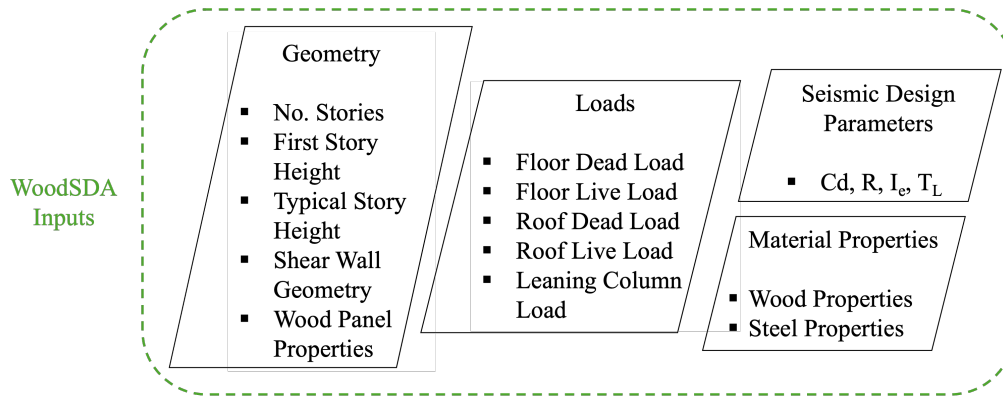 WoodSDA
Inputs
Geometry
▪ No. Stories
▪ First Story
Height
▪ Typical Story
Height
▪ Shear Wall
Geometry
▪ Wood Panel
Properties
Loads
▪ Floor Dead Load
▪ Floor Live Load
▪ Roof Dead Load
▪ Roof Live Load
▪ Leaning Column
Load
Seismic Design
Parameters
▪ Cd, R, Iₑ, T_L
Material Properties
▪ Wood Properties
▪ Steel Properties